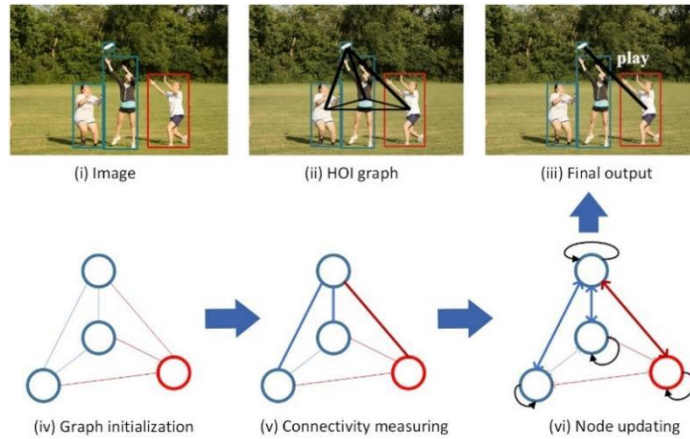 play
(i) Image
(ii) HOI graph
(iii) Final output
(iv) Graph initialization
(v) Connectivity measuring
(vi) Node updating